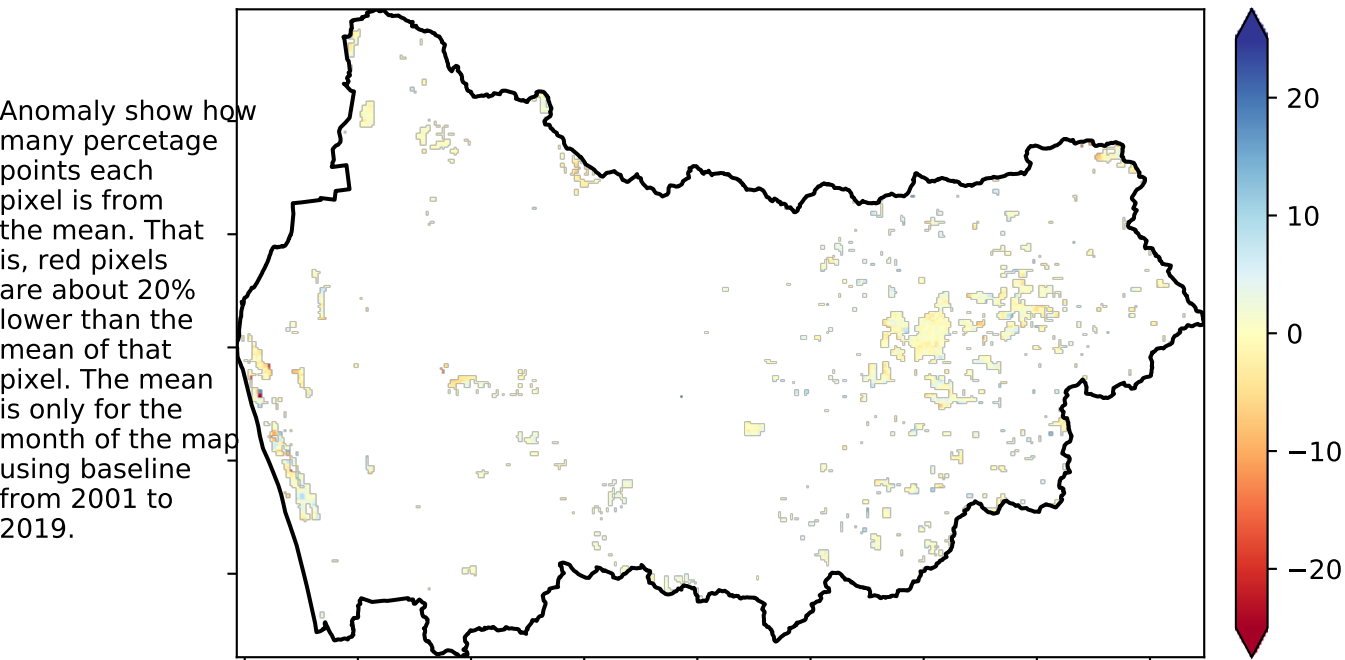 Anomaly show how
many percetage
points each
pixel is from
the mean. That
is, red pixels
are about 20%
lower than the
mean of that
pixel. The mean
is only for the
month of the map
using baseline
from 2001 to
2019.
20
10
0
−10
−20